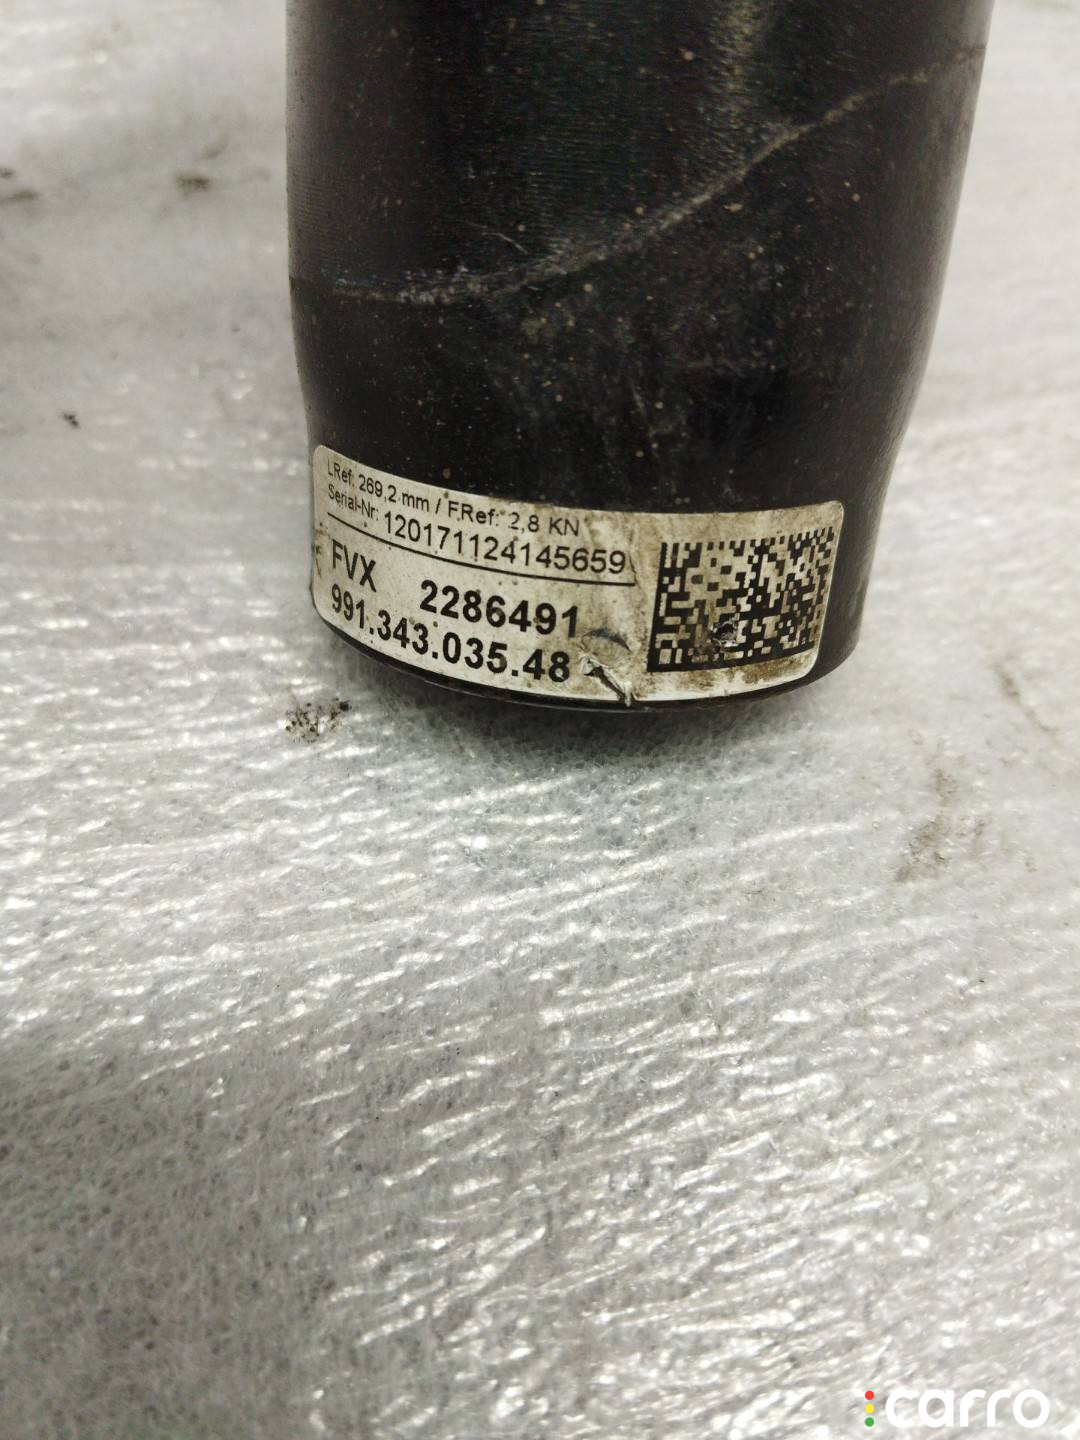 LRef: 269,2 mm / F.Ref: 2,8 KN
Serial-Nr: 120171124145659
FVX 2286491
991.343.035.48
carro